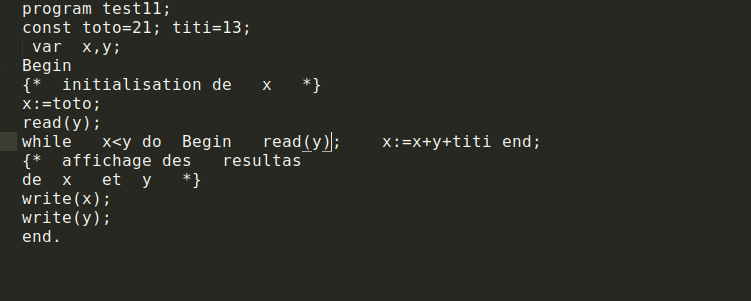 program test11;
const toto=21; titi=13;
var x,y;
Begin
{* initialisation de x *}
x:=toto;
read(y);
while x<y do Begin read(y); x:=x+y+titi end;
{* affichage des resultas
de x et y *}
write(x);
write(y);
end.